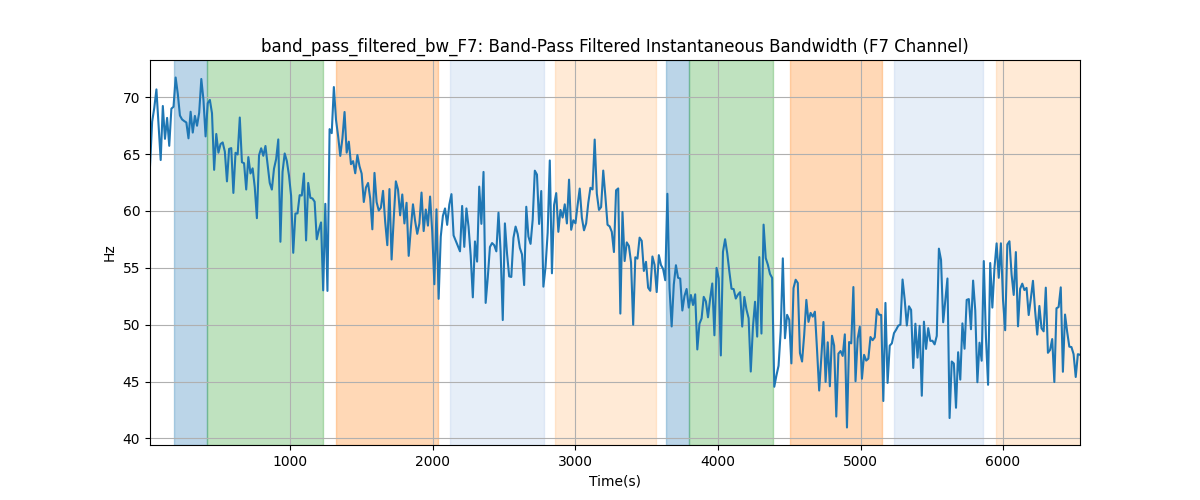 band_pass_filtered_bw_F7: Band-Pass Filtered Instantaneous Bandwidth (F7 Channel)
Hz
70
65
60
55
50
45
40
1000 2000 3000 4000 5000 6000
Time(s)